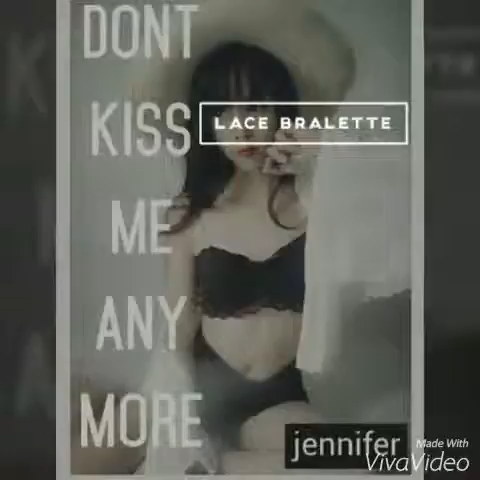 DONT
KISS
LACE BRALETTE
ME
ANY
MORE
jennifer
Made With
VivaVideo